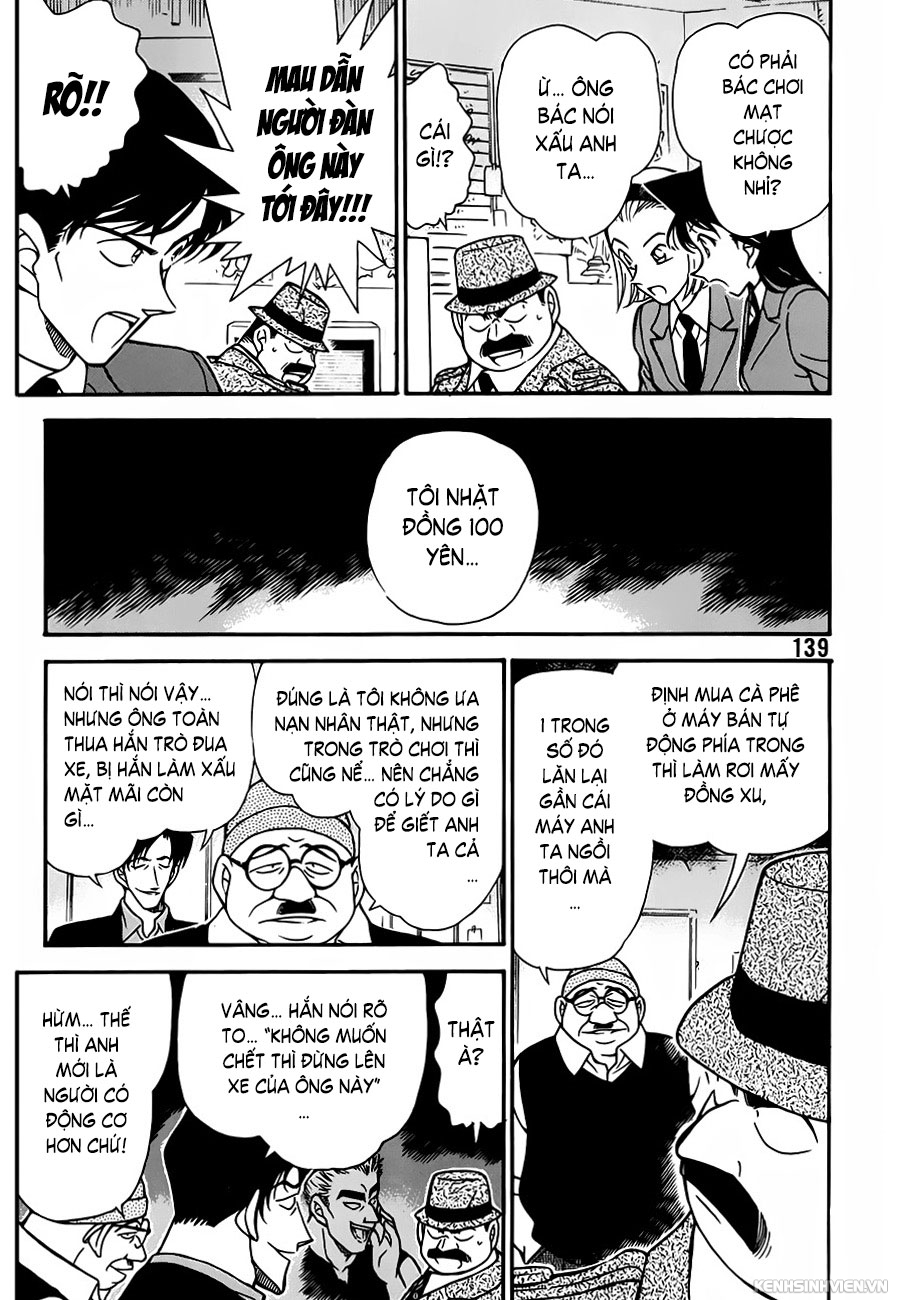 CÓ PHẢI
BÁC CHƠI
MẠT
CHƯỢC
KHÔNG
NHỈ?
Ừ... ÔNG
BÁC NÓI
XẤU ANH
TA...
CÁI
GÌ!?
MAU DẪN
NGƯỜI ĐÀN
ÔNG NÀY
TỚI ĐÂY!!!
RÕ!!
TÔI NHẶT
ĐỒNG 100
YÊN...
139
ĐỊNH MUA CÀ PHÊ
Ở MÁY BÁN TỰ
ĐỘNG PHÍA TRONG
THÌ LÀM RƠI MẤY
ĐỒNG XU,
1 TRONG
SỐ ĐÓ
LĂN LẠI
GẦN CÁI
MÁY ANH
TA NGỒI
THÔI MÀ
...
ĐÚNG LÀ TÔI KHÔNG ƯA
NẠN NHÂN THẬT, NHƯNG
TRONG TRÒ CHƠI THÌ
CŨNG NỂ... NÊN CHẲNG
CÓ LÝ DO GÌ
ĐỂ GIẾT ANH
TA CẢ
...
NÓI THÌ NÓI VẬY...
NHƯNG ÔNG TOÀN
THUA HẮN TRÒ ĐUA
XE, BỊ HẮN LÀM XẤU
MẶT MÃI CÒN
GÌ...
THẬT
À?
VÂNG... HẮN NÓI RÕ
TO... "KHÔNG MUỐN
CHẾT THÌ ĐỪNG LÊN
XE CỦA ÔNG NÀY"
...
HỪM... THẾ
THÌ ANH
MỚI LÀ
NGƯỜI CÓ
ĐỘNG CƠ
HƠN CHỨ!
KENHSINHVIEN.VN